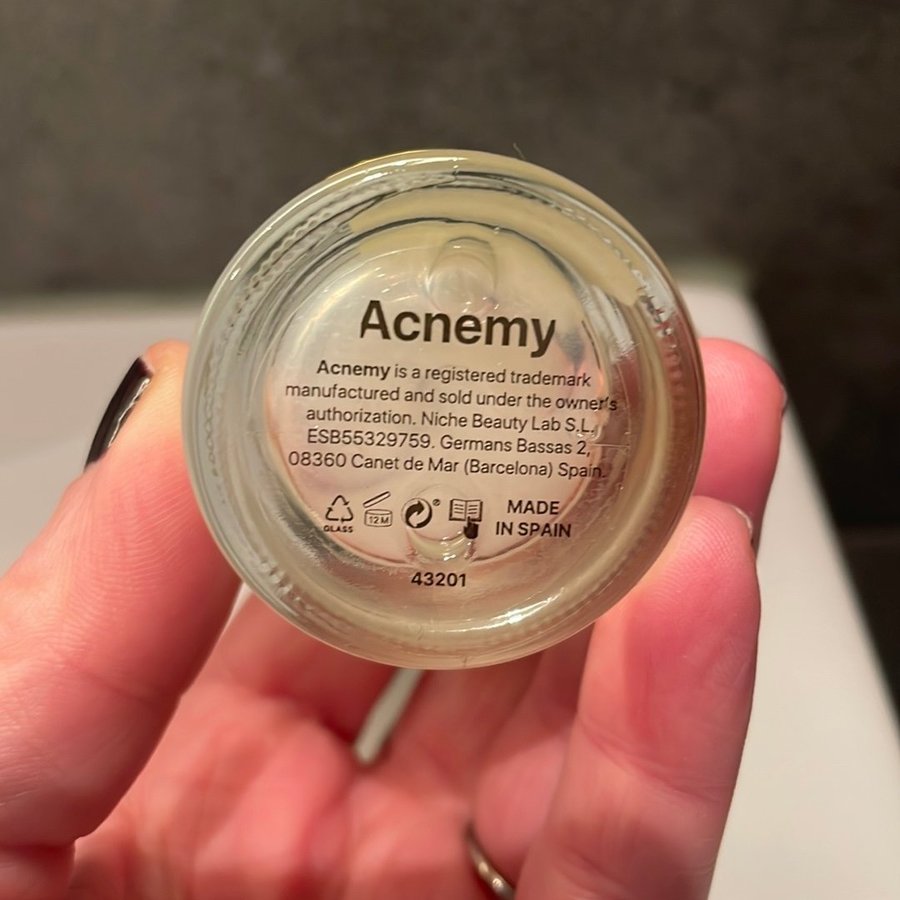 Acnemy
Acnemy is a registered trademark
manufactured and sold under the owner's
authorization. Niche Beauty Lab S.L.
ESB55329759. Germans Bassas 2,
08360 Canet de Mar (Barcelona) Spain.
GLASS
12 M
®
MADE
IN SPAIN
43201